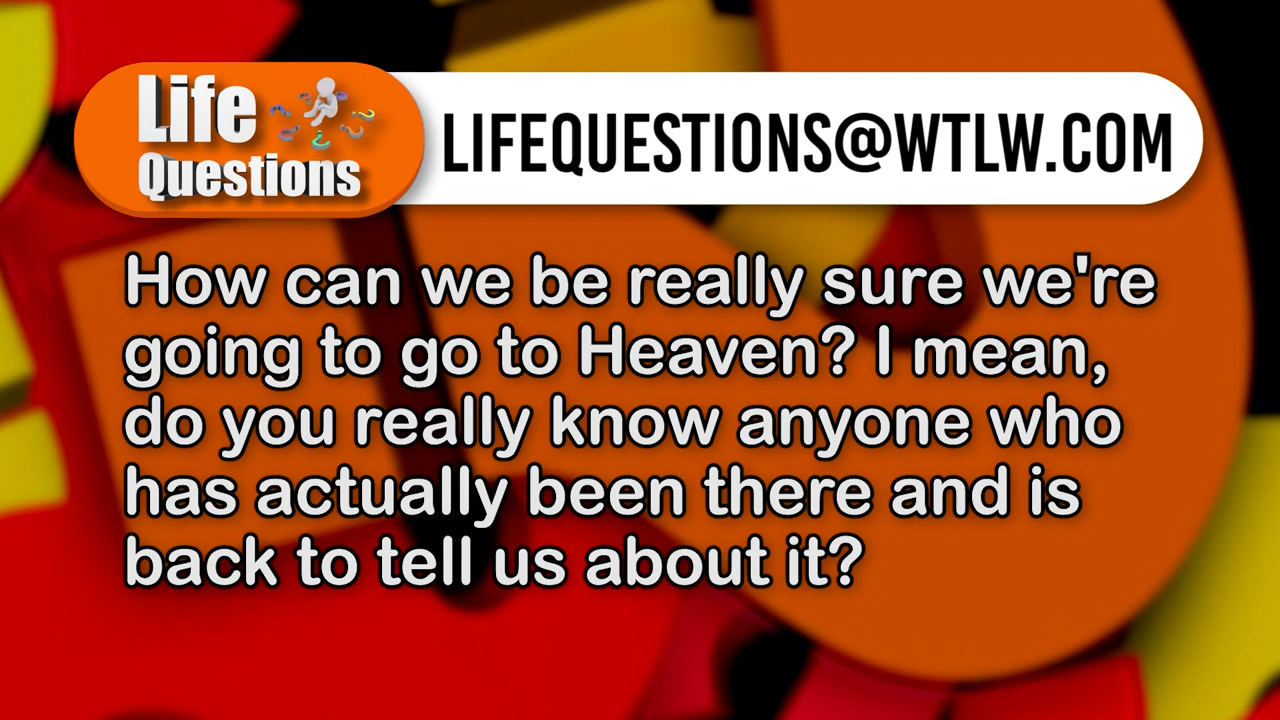 Life
Questions
LIFEQUESTIONS@WTLW.COM
How can we be really sure we're
going to go to Heaven? I mean,
do you really know anyone who
has actually been there and is
back to tell us about it?